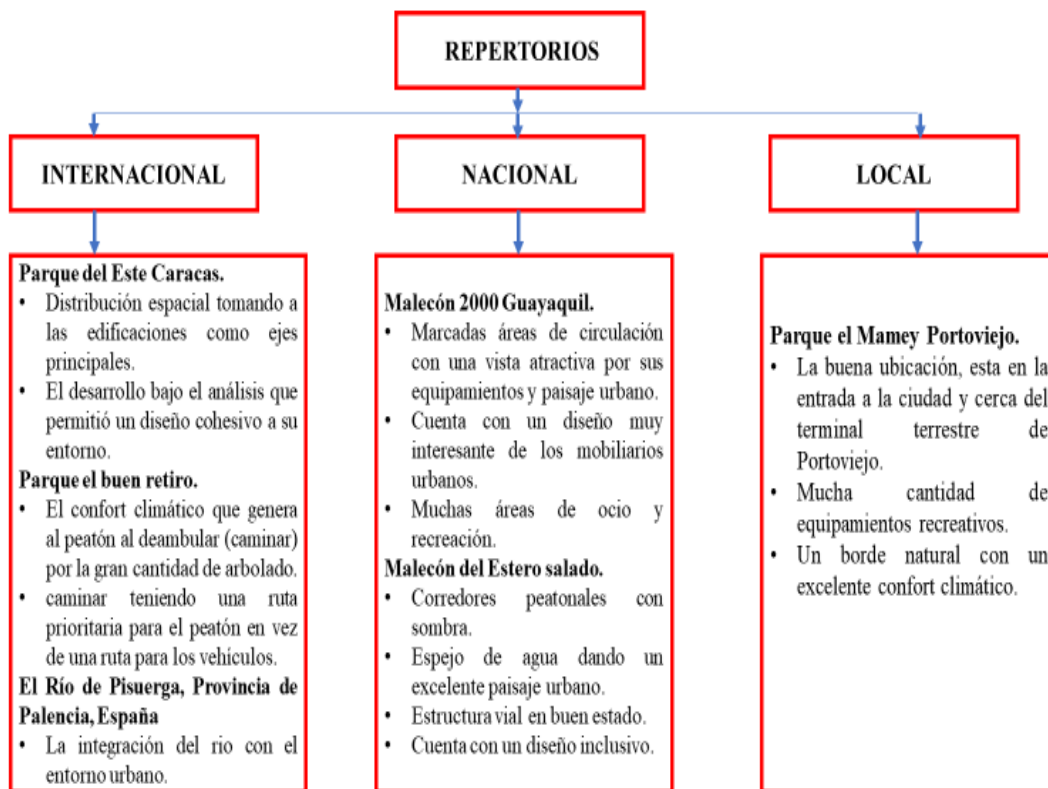 REPERTORIOS
INTERNACIONAL
NACIONAL
LOCAL
Parque del Este Caracas.
• Distribución espacial tomando a
las edificaciones como ejes
principales.
• El desarrollo bajo el análisis que
permitió un diseño cohesivo a su
entorno.
Parque el buen retiro.
• El confort climático que genera
al peatón al deambular (caminar)
por la gran cantidad de arbolado.
• caminar teniendo una ruta
prioritaria para el peatón en vez
de una ruta para los vehículos.
El Río de Pisuerga, Provincia de
Palencia, España
• La integración del rio con el
entorno urbano.
Malecón 2000 Guayaquil.
• Marcadas áreas de circulación
con una vista atractiva por sus
equipamientos y paisaje urbano.
• Cuenta con un diseño muy
interesante de los mobiliarios
urbanos.
• Muchas áreas de ocio y
recreación.
Malecón del Estero salado.
• Corredores peatonales con
sombra.
• Espejo de agua dando un
excelente paisaje urbano.
• Estructura vial en buen estado.
• Cuenta con un diseño inclusivo.
Parque el Mamey Portoviejo.
• La buena ubicación, esta en la
entrada a la ciudad y cerca del
terminal terrestre de
Portoviejo.
• Mucha cantidad de
equipamientos recreativos.
• Un borde natural con un
excelente confort climático.